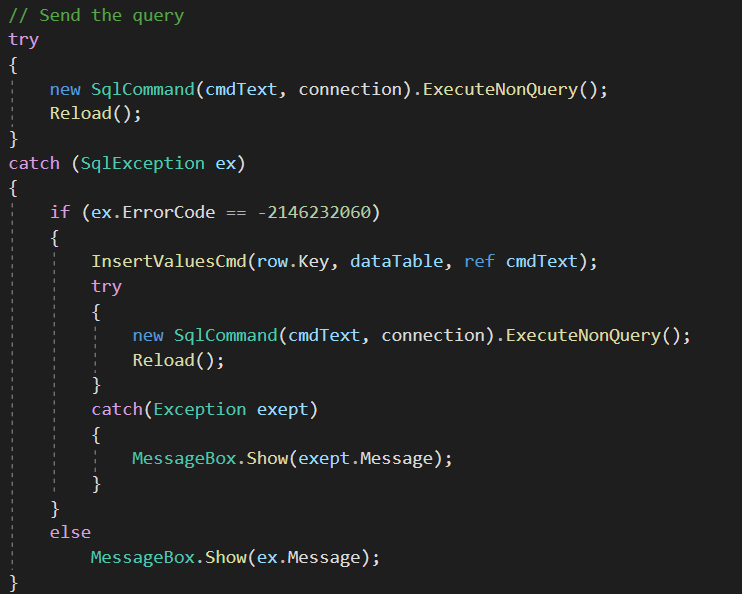 // Send the query
try
{
    new SqlCommand(cmdText, connection).ExecuteNonQuery();
    Reload();
}
catch (SqlException ex)
{
    if (ex.ErrorCode == -2146232060)
    {
        InsertValuesCmd(row.Key, dataTable, ref cmdText);
        try
        {
            new SqlCommand(cmdText, connection).ExecuteNonQuery();
            Reload();
        }
        catch(Exception exept)
        {
            MessageBox.Show(exept.Message);
        }
    }
    else
        MessageBox.Show(ex.Message);
}